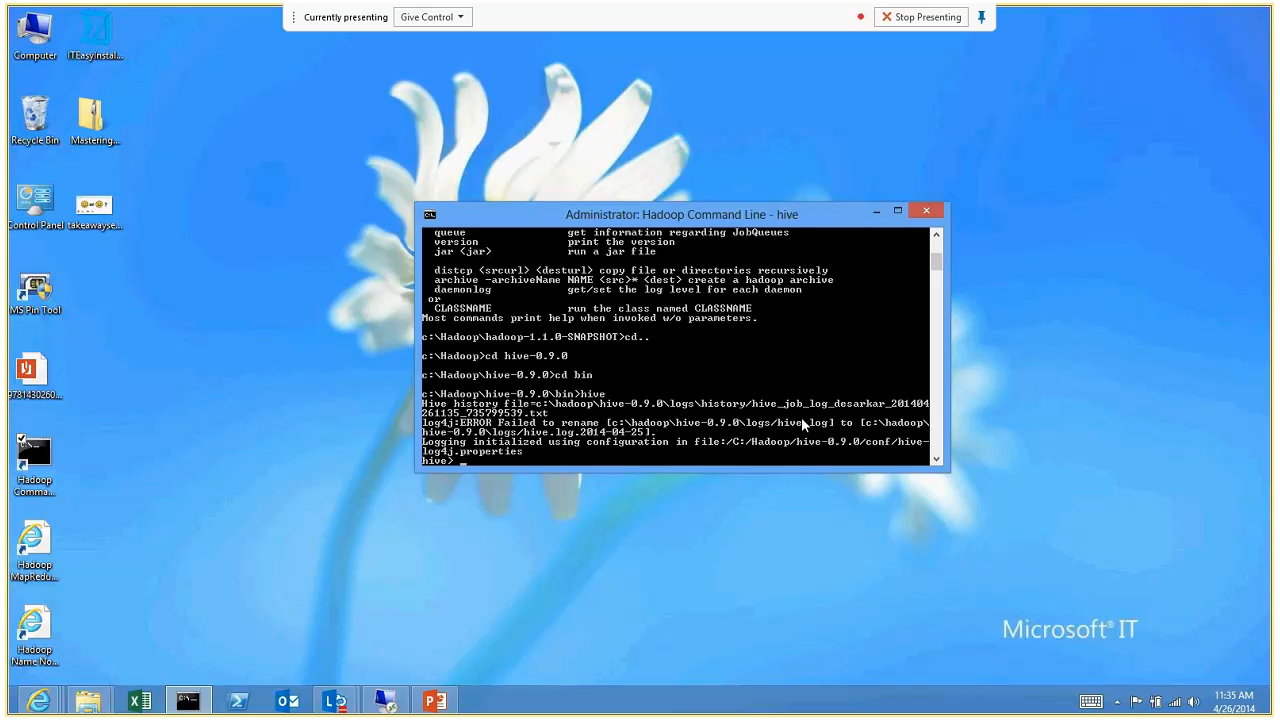 Currently presenting
Give Control
Stop Presenting
Computer
ITEasyInstal...
Recycle Bin
Mastering...
Control Panel
takeawayse...
MS Pin Tool
9781430260...
Hadoop
Comma...
Hadoop
MapRedu...
Hadoop
Name No...
Administrator: Hadoop Command Line - hive
queue get information regarding JobQueues
version print the version
jar <jar> run a jar file
distcp <srcurl> <desturl> copy file or directories recursively
archive -archiveName NAME <src>* <dest> create a hadoop archive
daemonlog get/set the log level for each daemon
or
CLASSNAME run the class named CLASSNAME
Most commands print help when invoked w/o parameters.
c:\Hadoop\hadoop-1.1.0-SNAPSHOT>cd..
c:\Hadoop>cd hive-0.9.0
c:\Hadoop\hive-0.9.0>cd bin
c:\Hadoop\hive-0.9.0\bin>hive
Hive history file=c:\hadoop\hive-0.9.0\logs\history/hive_job_log_desarkar_201404
261135_735799539.txt
log4j:ERROR Failed to rename [c:\hadoop\hive-0.9.0\logs/hive.log] to [c:\hadoop\
hive-0.9.0\logs/hive.log.2014-04-25].
Logging initialized using configuration in file:/C:/Hadoop/hive-0.9.0/conf/hive-
log4j.properties
hive> _
Microsoft® IT
11:35 AM
4/26/2014